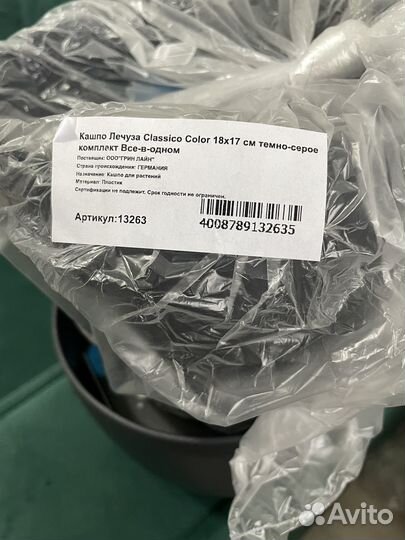 Кашпо Лечуза Classico Color 18х17 см темно-серое
комплект Все-в-одном
Поставщик: ООО"ГРИН ЛАЙН"
Страна происхождения: ГЕРМАНИЯ
Назначение: Кашпо для растений
Материал: Пластик
Сертификации не подлежит. Срок годности не ограничен.
Артикул:13263
4008789132635
Avito